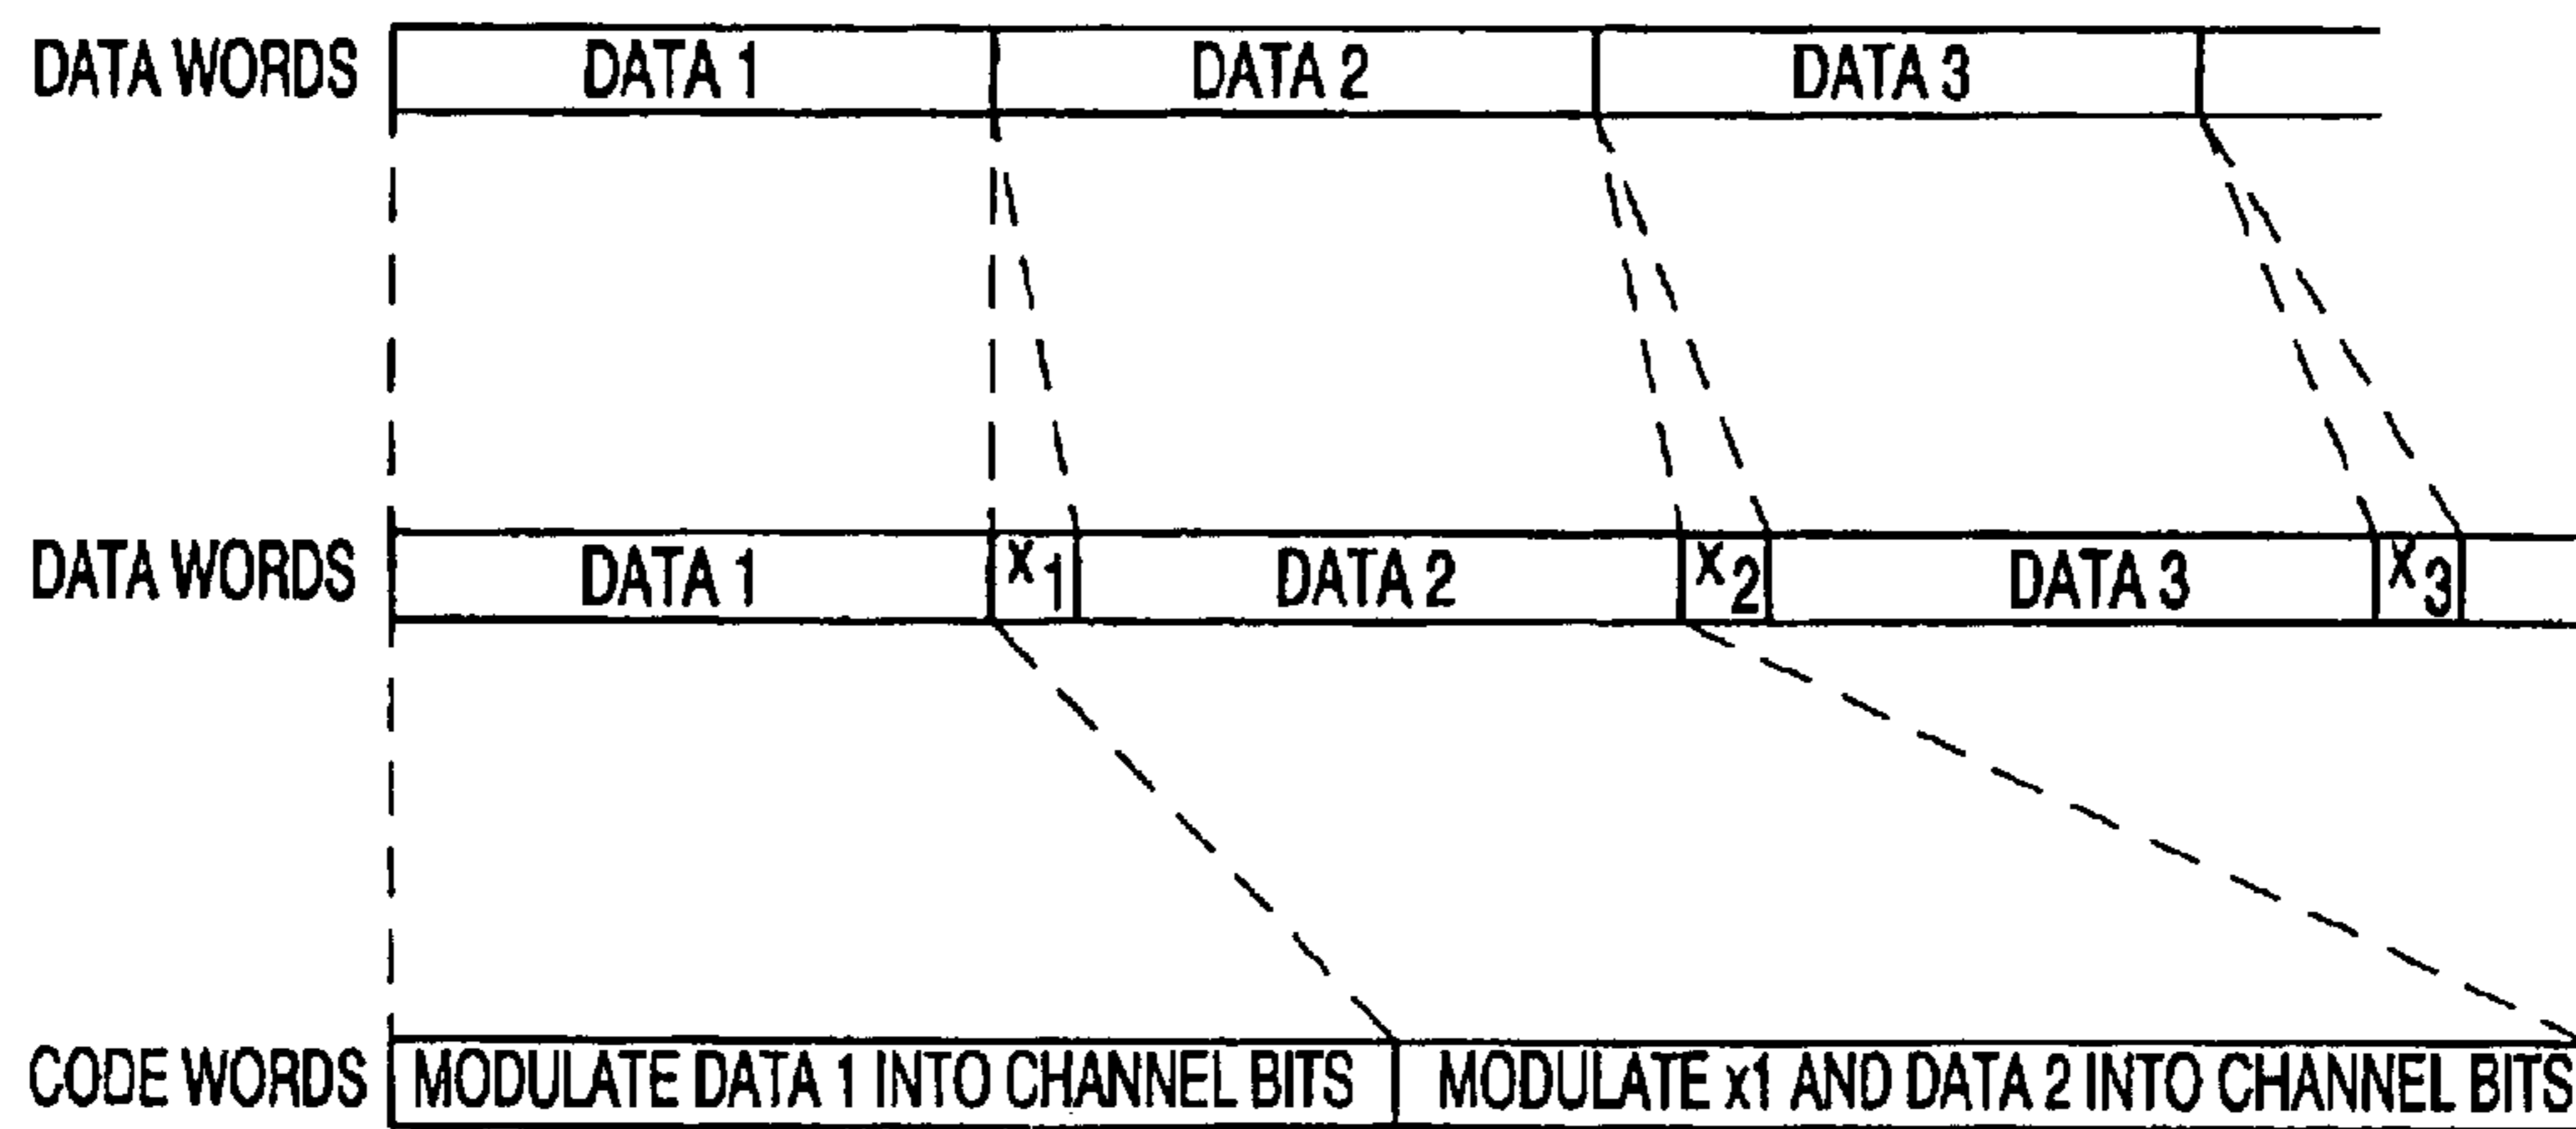 DATA WORDS DATA 1 DATA 2 DATA 3
DATA WORDS DATA 1 x1 DATA 2 x2 DATA 3 x3
CODE WORDS MODULATE DATA 1 INTO CHANNEL BITS MODULATE x1 AND DATA 2 INTO CHANNEL BITS